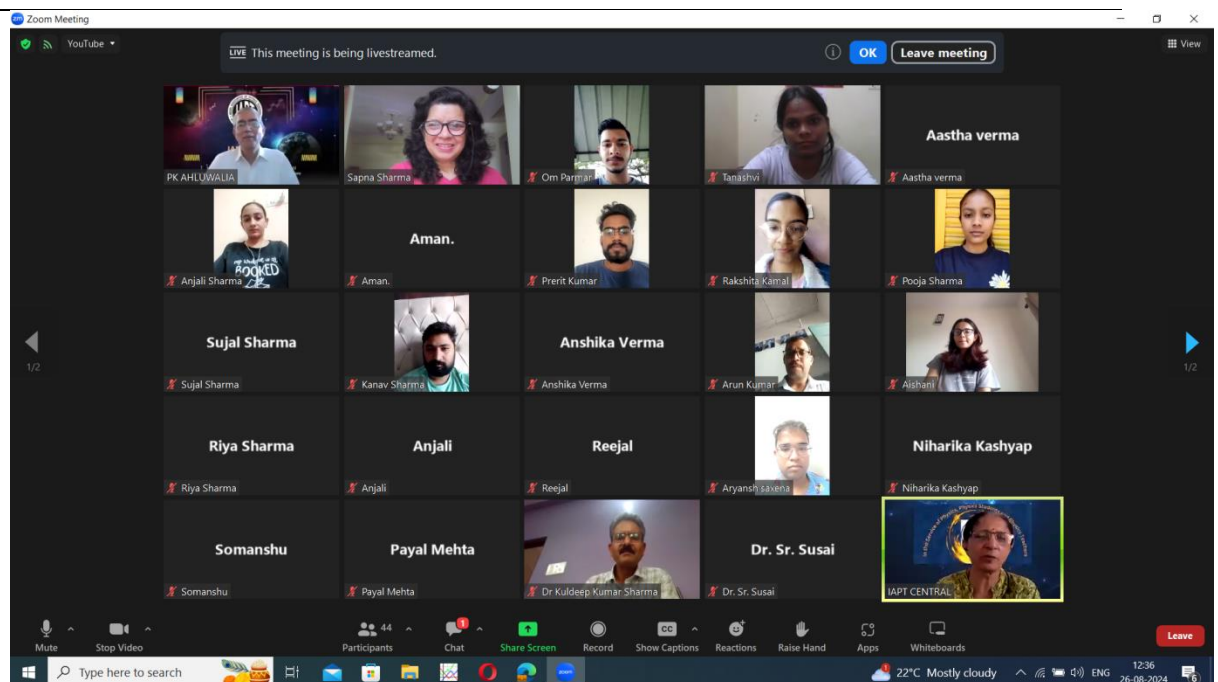 Zoom Meeting
YouTube
LIVE This meeting is being livestreamed.
OK
Leave meeting
View
PK AHLUWALIA
Sapna Sharma
Om Parmar
Tanashvi
Aastha verma
Aastha verma
BOOKED
Anjali Sharma
Aman.
Aman.
Prerit Kumar
Rakshita Kamal
Pooja Sharma
1/2
Sujal Sharma
Sujal Sharma
Kanav Sharma
Anshika Verma
Anshika Verma
Arun Kumar
Aishani
1/2
Riya Sharma
Riya Sharma
Anjali
Anjali
Reejal
Reejal
Aryansh saxena
Niharika Kashyap
Niharika Kashyap
Somanshu
Somanshu
Payal Mehta
Payal Mehta
Dr Kuldeep Kumar Sharma
Dr. Sr. Susai
Dr. Sr. Susai
IAPT CENTRAL
Mute
Stop Video
44
Participants
1
Chat
Share Screen
Record
CC
Show Captions
Reactions
Raise Hand
Apps
Whiteboards
Leave
Type here to search
22°C Mostly cloudy
ENG
12:36
26-08-2024
6